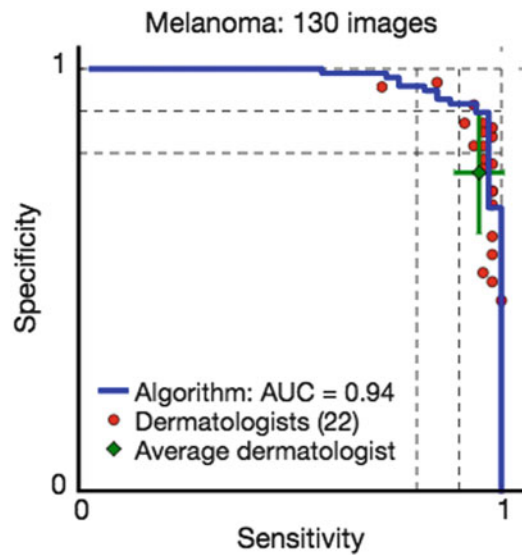 Melanoma: 130 images
1
Specificity
Algorithm: AUC = 0.94
Dermatologists (22)
Average dermatologist
0
0
1
Sensitivity